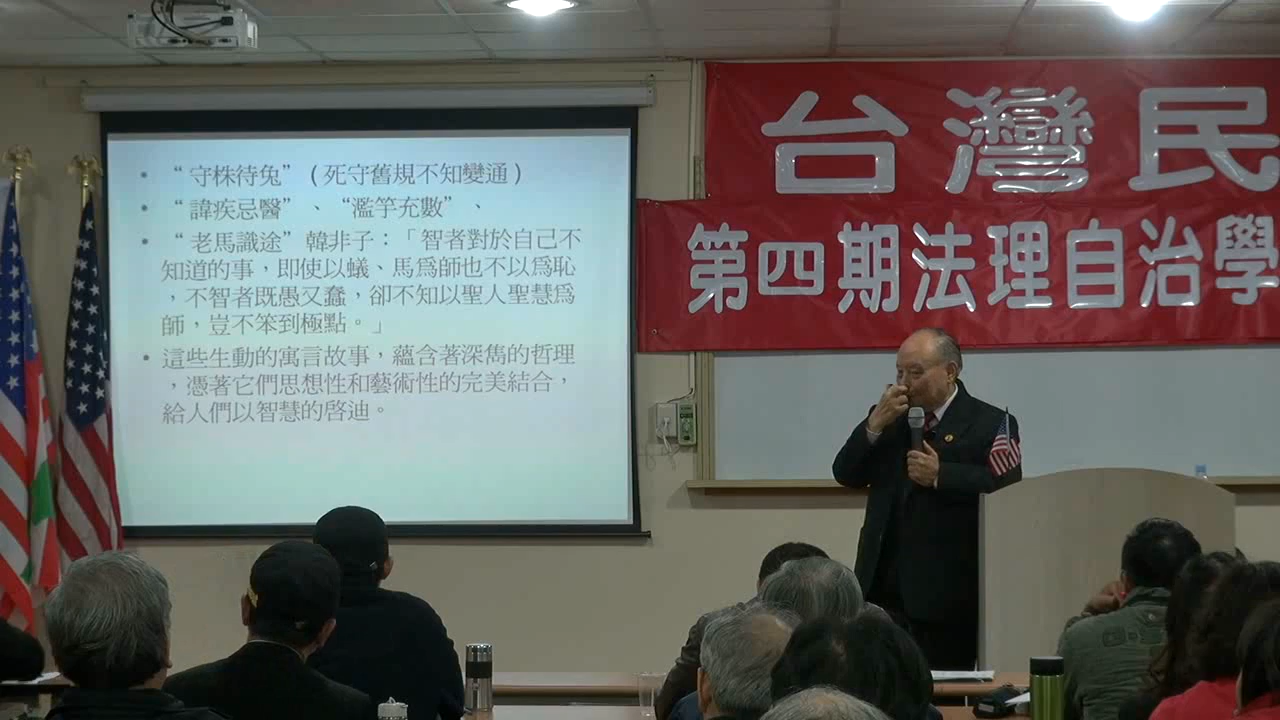 台灣民
第四期法理自治學
• “守株待兔” (死守舊規不知變通)
• “諱疾忌醫”、“濫竽充數”、
• “老馬識途” 韓非子：「智者對於自己不
知道的事，即使以蟻、馬爲師也不以爲恥
，不智者既愚又蠢，卻不知以聖人聖慧爲
師，豈不笨到極點。」
• 這些生動的寓言故事，蘊含著深雋的哲理
，憑著它們思想性和藝術性的完美結合，
給人們以智慧的啓迪。